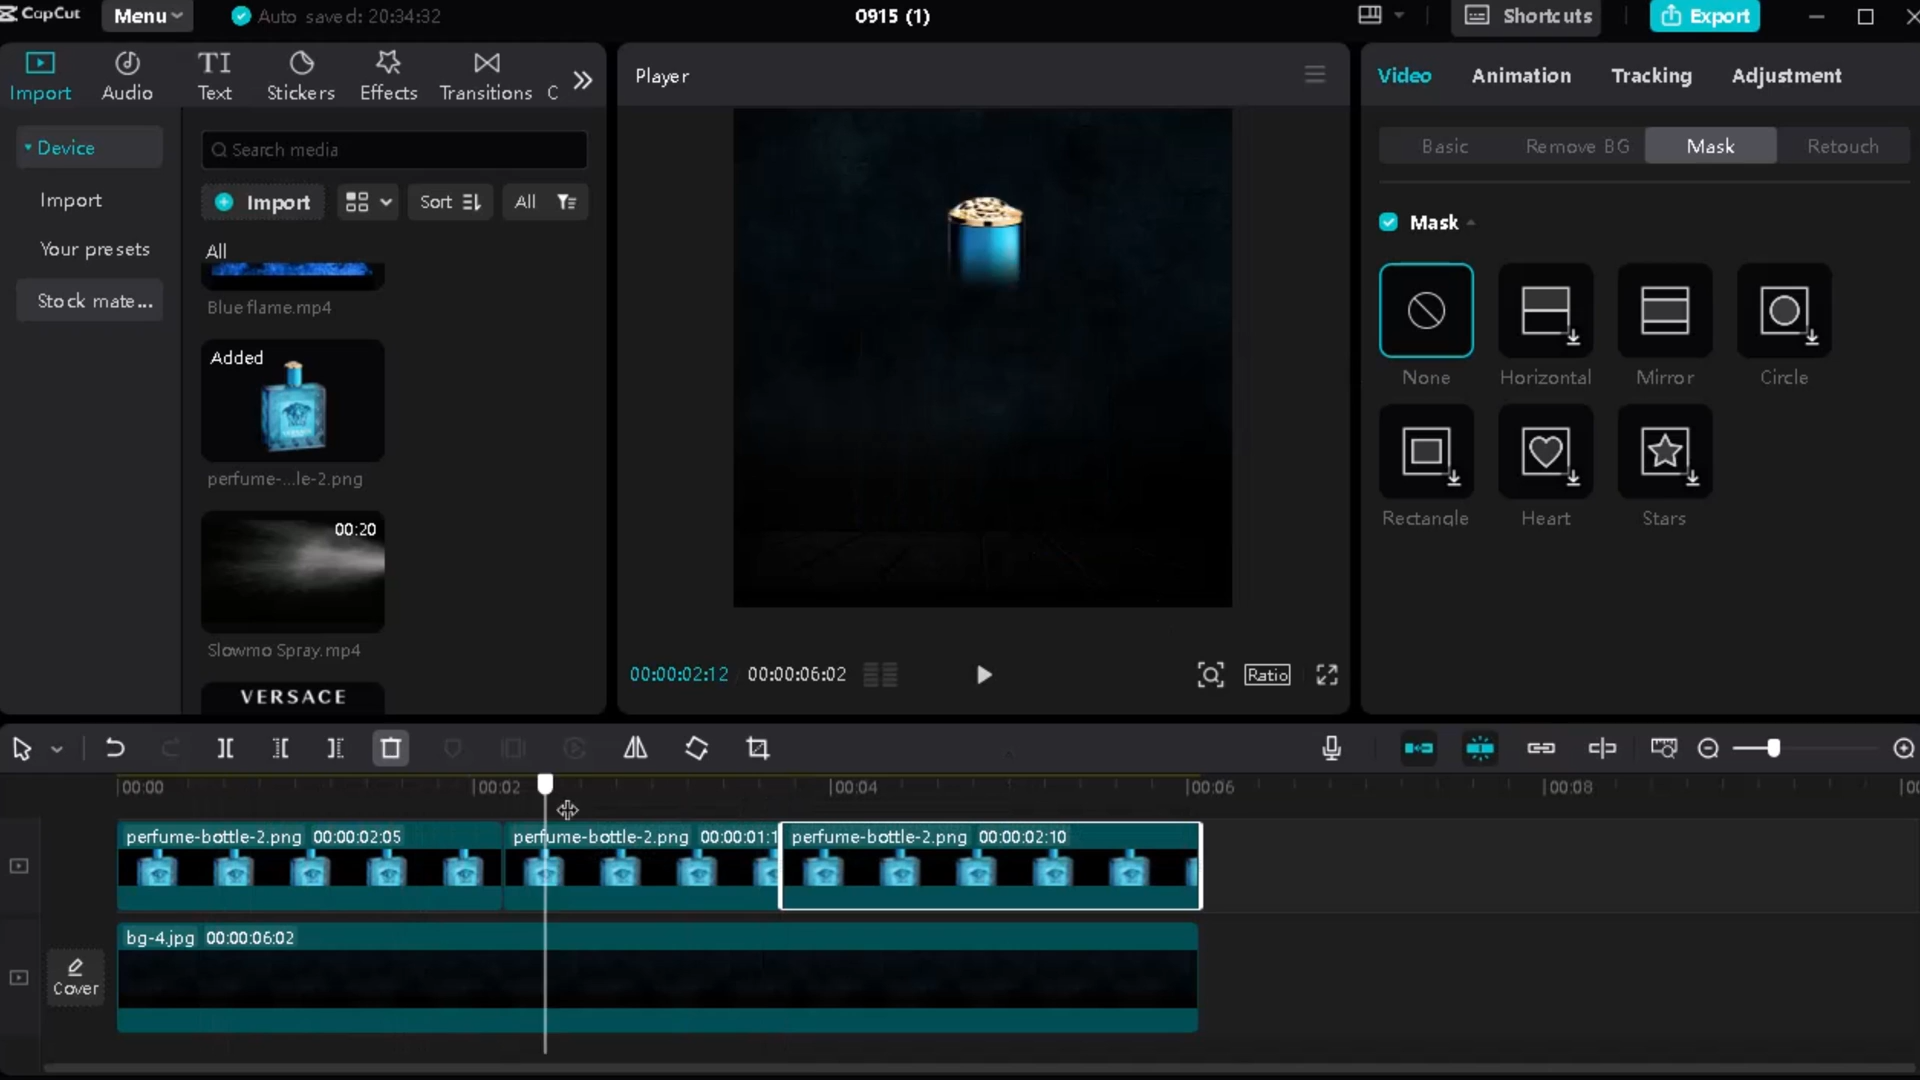 CapCut
Menu
Auto saved: 20:34:32
0915 (1)
Shortcuts
Export
Import
Audio
TI
Text
Stickers
Effects
Transitions
C
Player
Video
Animation
Tracking
Adjustment
Device
Import
Your presets
Stock mate...
Search media
Import
Sort
All
All
Blue flame.mp4
Added
perfume-...le-2.png
00:20
Slowmo Spray.mp4
VERSACE
Basic
Remove BG
Mask
Retouch
Mask
None
Horizontal
Mirror
Circle
Rectangle
Heart
Stars
00:00:02:12
00:00:06:02
Ratio
00:00
00:02
00:04
00:06
00:08
perfume-bottle-2.png 00:00:02:05
perfume-bottle-2.png 00:00:01:1
perfume-bottle-2.png 00:00:02:10
bg-4.jpg 00:00:06:02
Cover